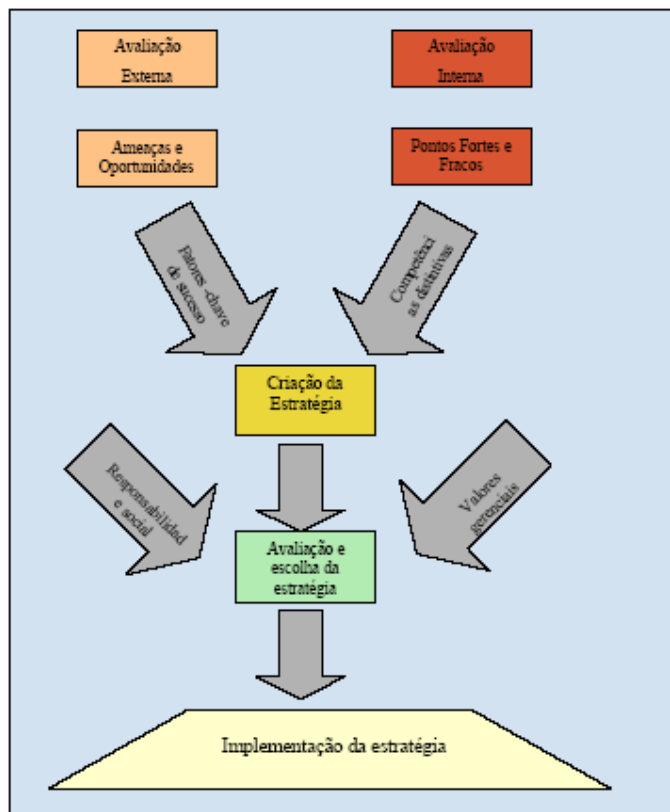 Avaliação
Externa
Avaliação
Interna
Ameaças e
Oportunidades
Pontos Fortes e
Fracos
Fatores -chave
de sucesso
Competênci
as distintivas
Criação da
Estratégia
Responsabilidad
e social
Valores
gerenciais
Avaliação e
escolha da
estratégia
Implementação da estratégia